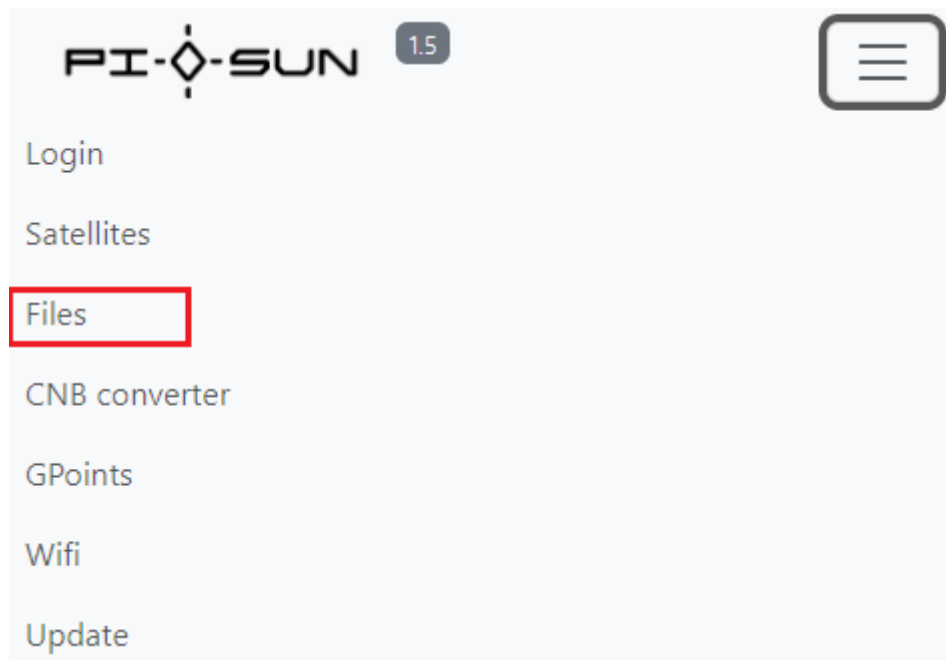 PI-O-SUN 1.5
Login
Satellites
Files
CNB converter
GPoints
Wifi
Update